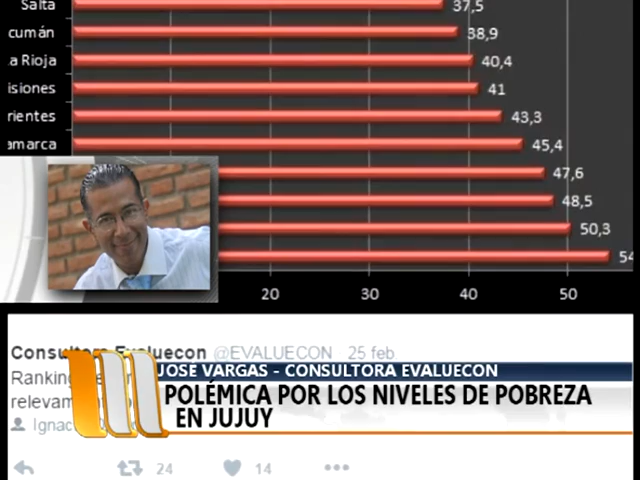 Salta 37,5
cumán 38,9
a Rioja 40,4
isiones 41
rientes 43,3
amarca 45,4
47,6
48,5
50,3
54
20 30 40 50
Consultora Evaluecon @EVALUECON 25 feb
JOSÉ VARGAS - CONSULTORA EVALUECON
Ranking
POLÉMICA POR LOS NIVELES DE POBREZA
relevam
EN JUJUY
Ignac
24 14